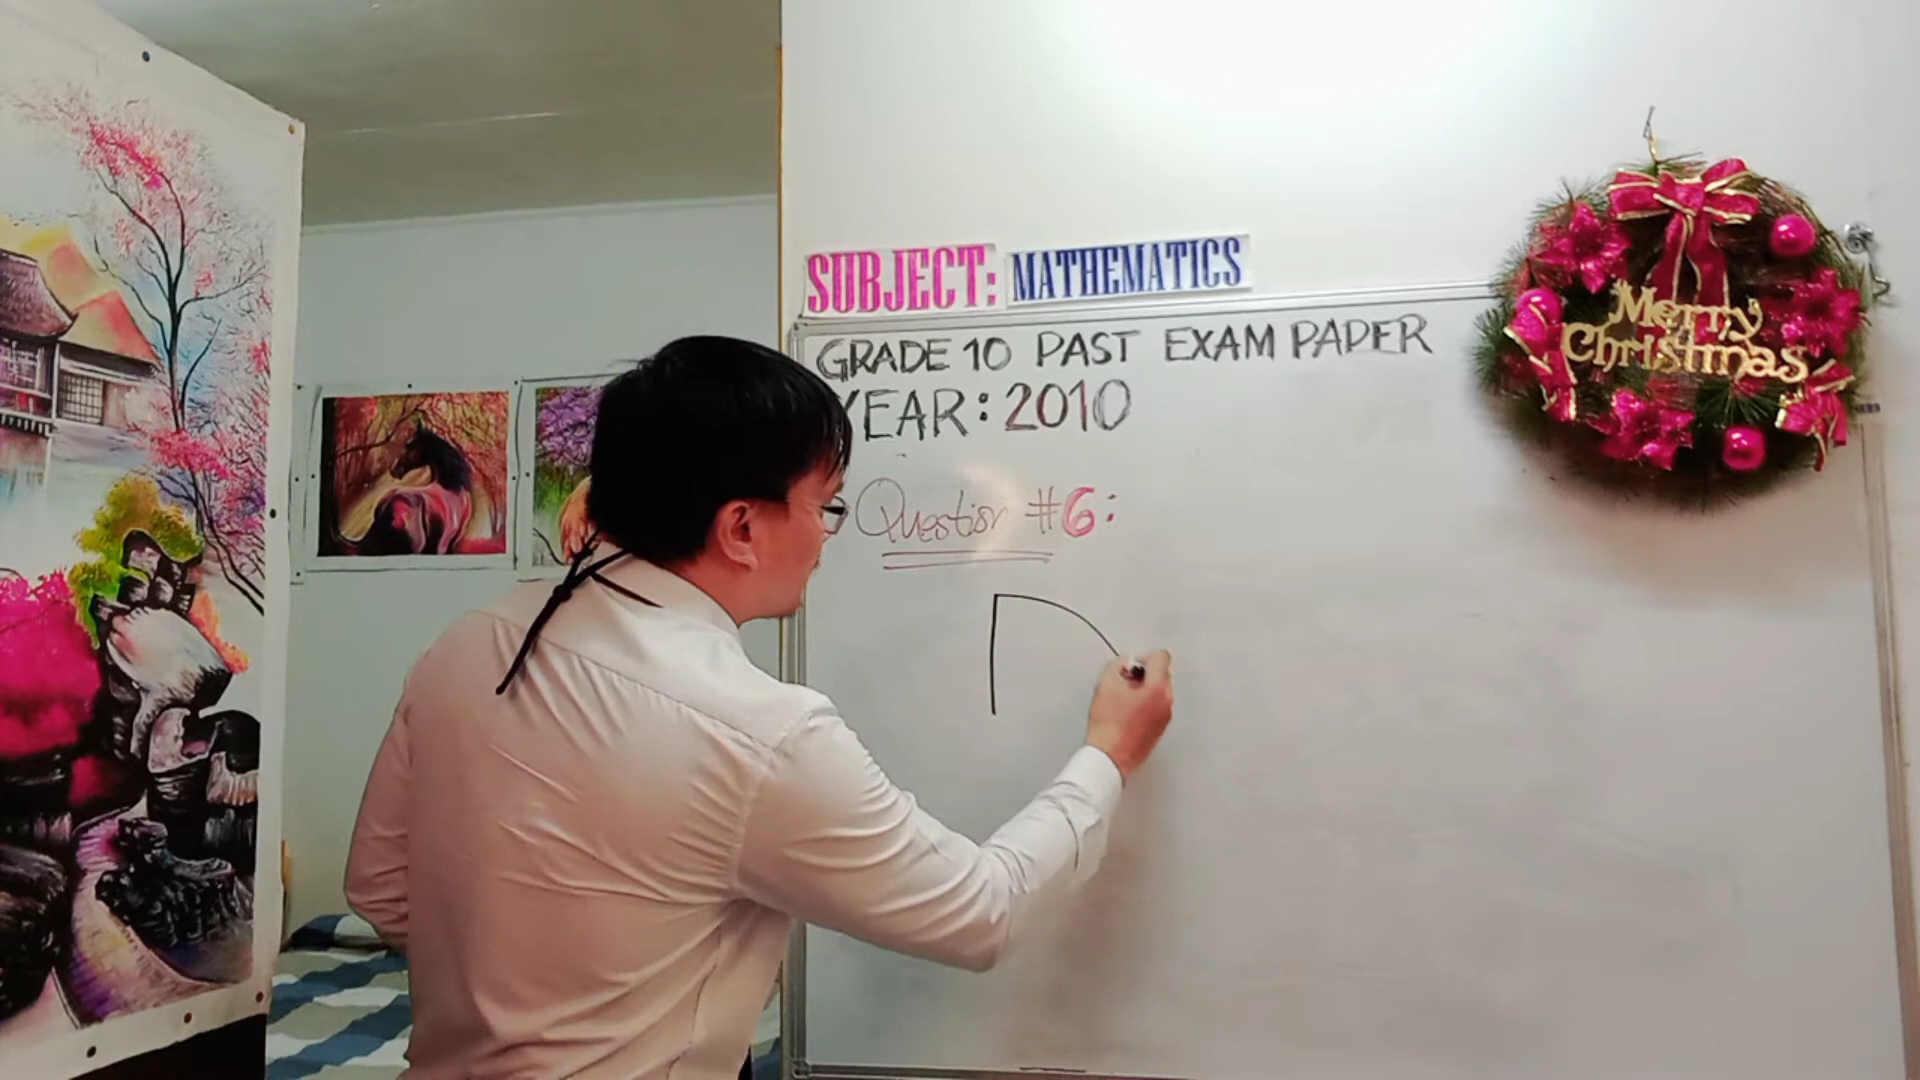 SUBJECT: MATHEMATICS
GRADE 10 PAST EXAM PAPER
YEAR: 2010
Question #6:
Merry
Christmas